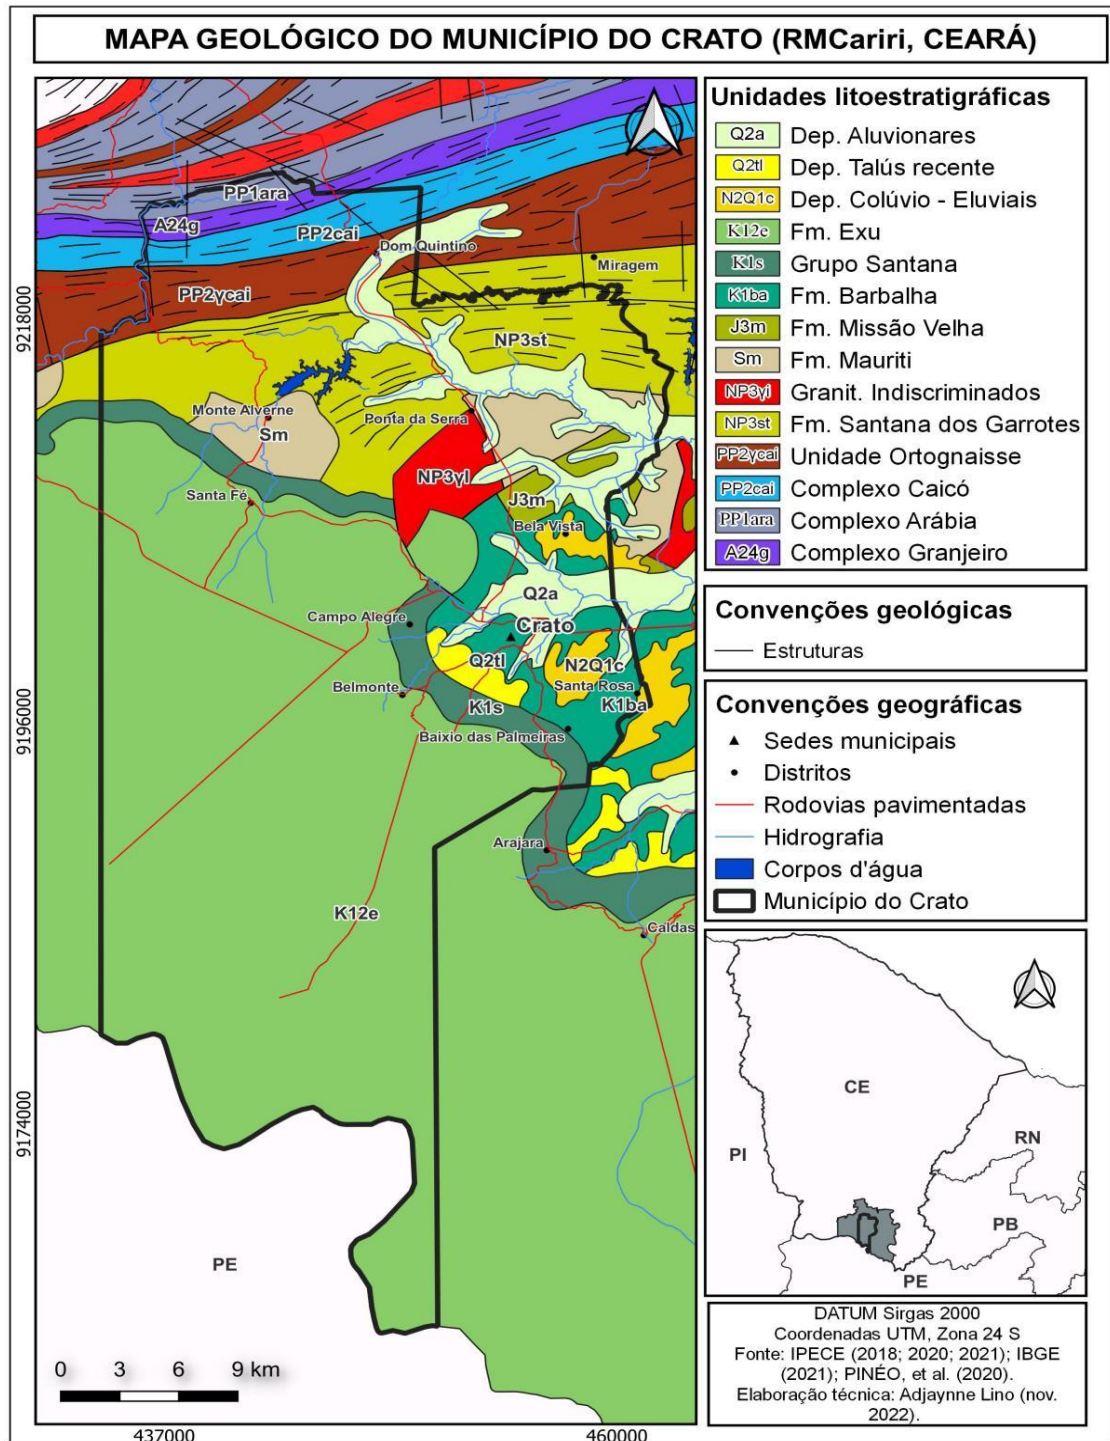 MAPA GEOLÓGICO DO MUNICÍPIO DO CRATO (RMCariri, CEARÁ)
PP1ara
A24g
PP2cai
Dom Quintino
Miragem
PP2γcai
NP3st
Monte Alverne
Sm
Ponta da Serra
NP3γl
Santa Fé
J3m
Bela Vista
Q2a
Campo Alegre
Crato
Q2tl
N2Q1c
Belmonte
Santa Rosa
K1s
K1ba
Baixio das Palmeiras
Arajara
K12e
Caldas
PE
9218000
9196000
9174000
0 3 6 9 km
437000
460000
Unidades litoestratigráficas
Q2a Dep. Aluvionares
Q2tl Dep. Talús recente
N2Q1c Dep. Colúvio - Eluviais
K12e Fm. Exu
K1s Grupo Santana
K1ba Fm. Barbalha
J3m Fm. Missão Velha
Sm Fm. Mauriti
NP3γi Granit. Indiscriminados
NP3st Fm. Santana dos Garrotes
PP2γcai Unidade Ortognaisse
PP2cai Complexo Caicó
PP1ara Complexo Arábia
A24g Complexo Granjeiro
Convenções geológicas
Estruturas
Convenções geográficas
Sedes municipais
Distritos
Rodovias pavimentadas
Hidrografia
Corpos d'água
Município do Crato
CE
RN
PI
PB
PE
DATUM Sirgas 2000
Coordenadas UTM, Zona 24 S
Fonte: IPECE (2018; 2020; 2021); IBGE
(2021); PINÉO, et al. (2020).
Elaboração técnica: Adjaynne Lino (nov.
2022).